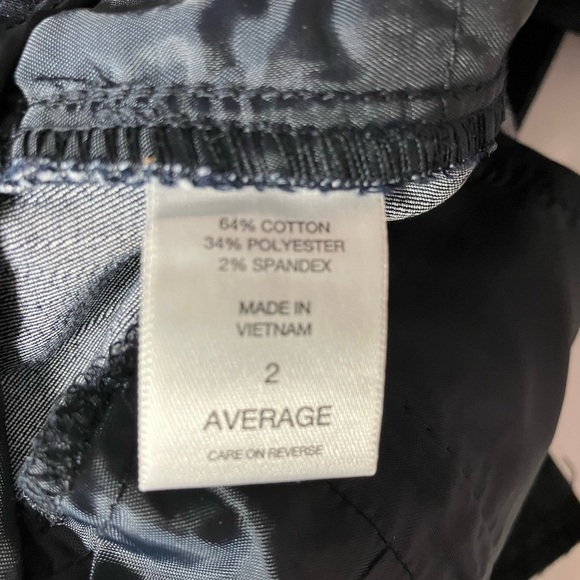 64% COTTON
34% POLYESTER
2% SPANDEX
MADE IN
VIETNAM
2
AVERAGE
CARE ON REVERSE